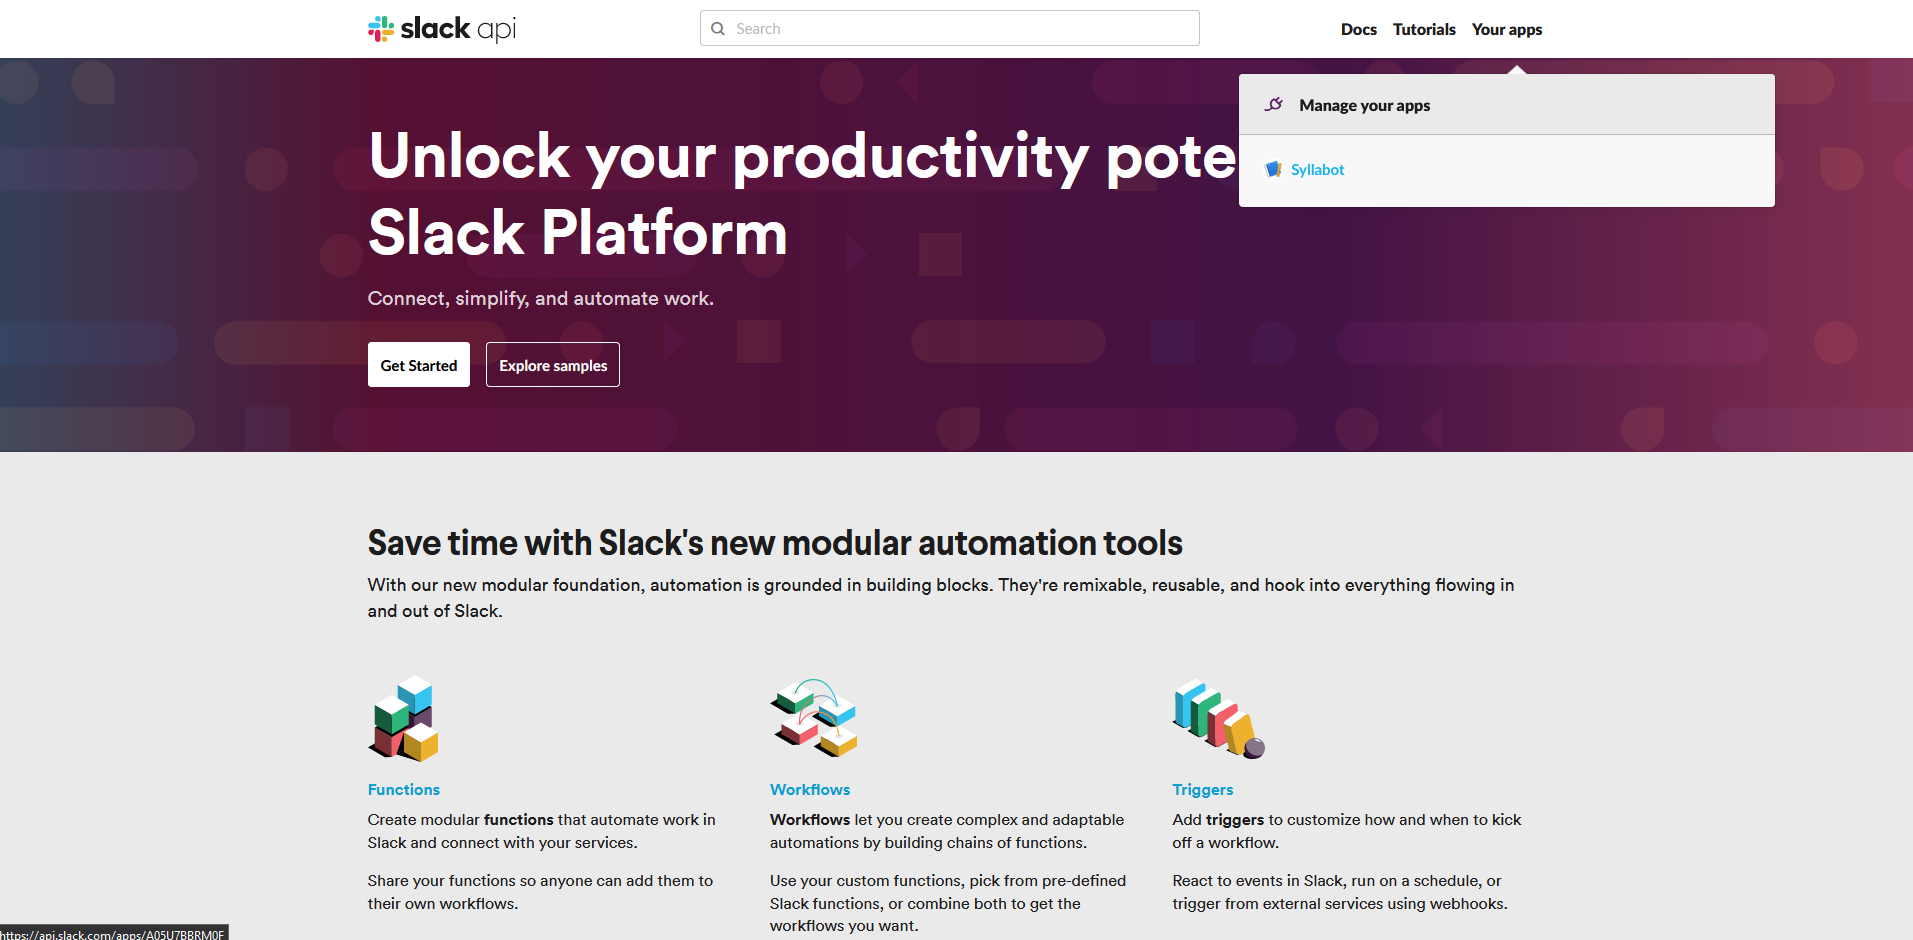 slack api
Search
Docs Tutorials Your apps
Manage your apps
Syllabot
Unlock your productivity pote
Slack Platform
Connect, simplify, and automate work.
Get Started Explore samples
Save time with Slack's new modular automation tools
With our new modular foundation, automation is grounded in building blocks. They're remixable, reusable, and hook into everything flowing in
and out of Slack.
Functions
Create modular functions that automate work in
Slack and connect with your services.
Share your functions so anyone can add them to
their own workflows.
Workflows
Workflows let you create complex and adaptable
automations by building chains of functions.
Use your custom functions, pick from pre-defined
Slack functions, or combine both to get the
workflows you want.
Triggers
Add triggers to customize how and when to kick
off a workflow.
React to events in Slack, run on a schedule, or
trigger from external services using webhooks.
https://api.slack.com/apps/A05U7BBRM0F